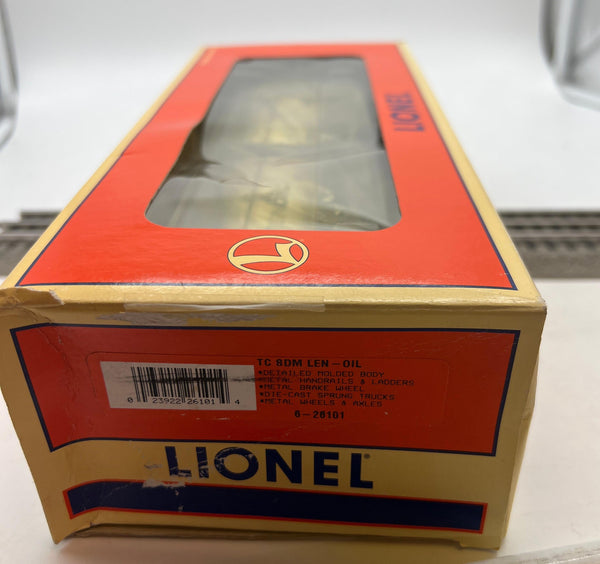 LIONEL
L
TC 8DM LEN-OIL
*DETAILED MOLDED BODY
*METAL HANDRAILS & LADDERS
*METAL BRAKE WHEEL
*DIE-CAST SPRUNG TRUCKS
*METAL WHEELS & AXLES
6-26101
0 23922 26101 4
LIONEL®